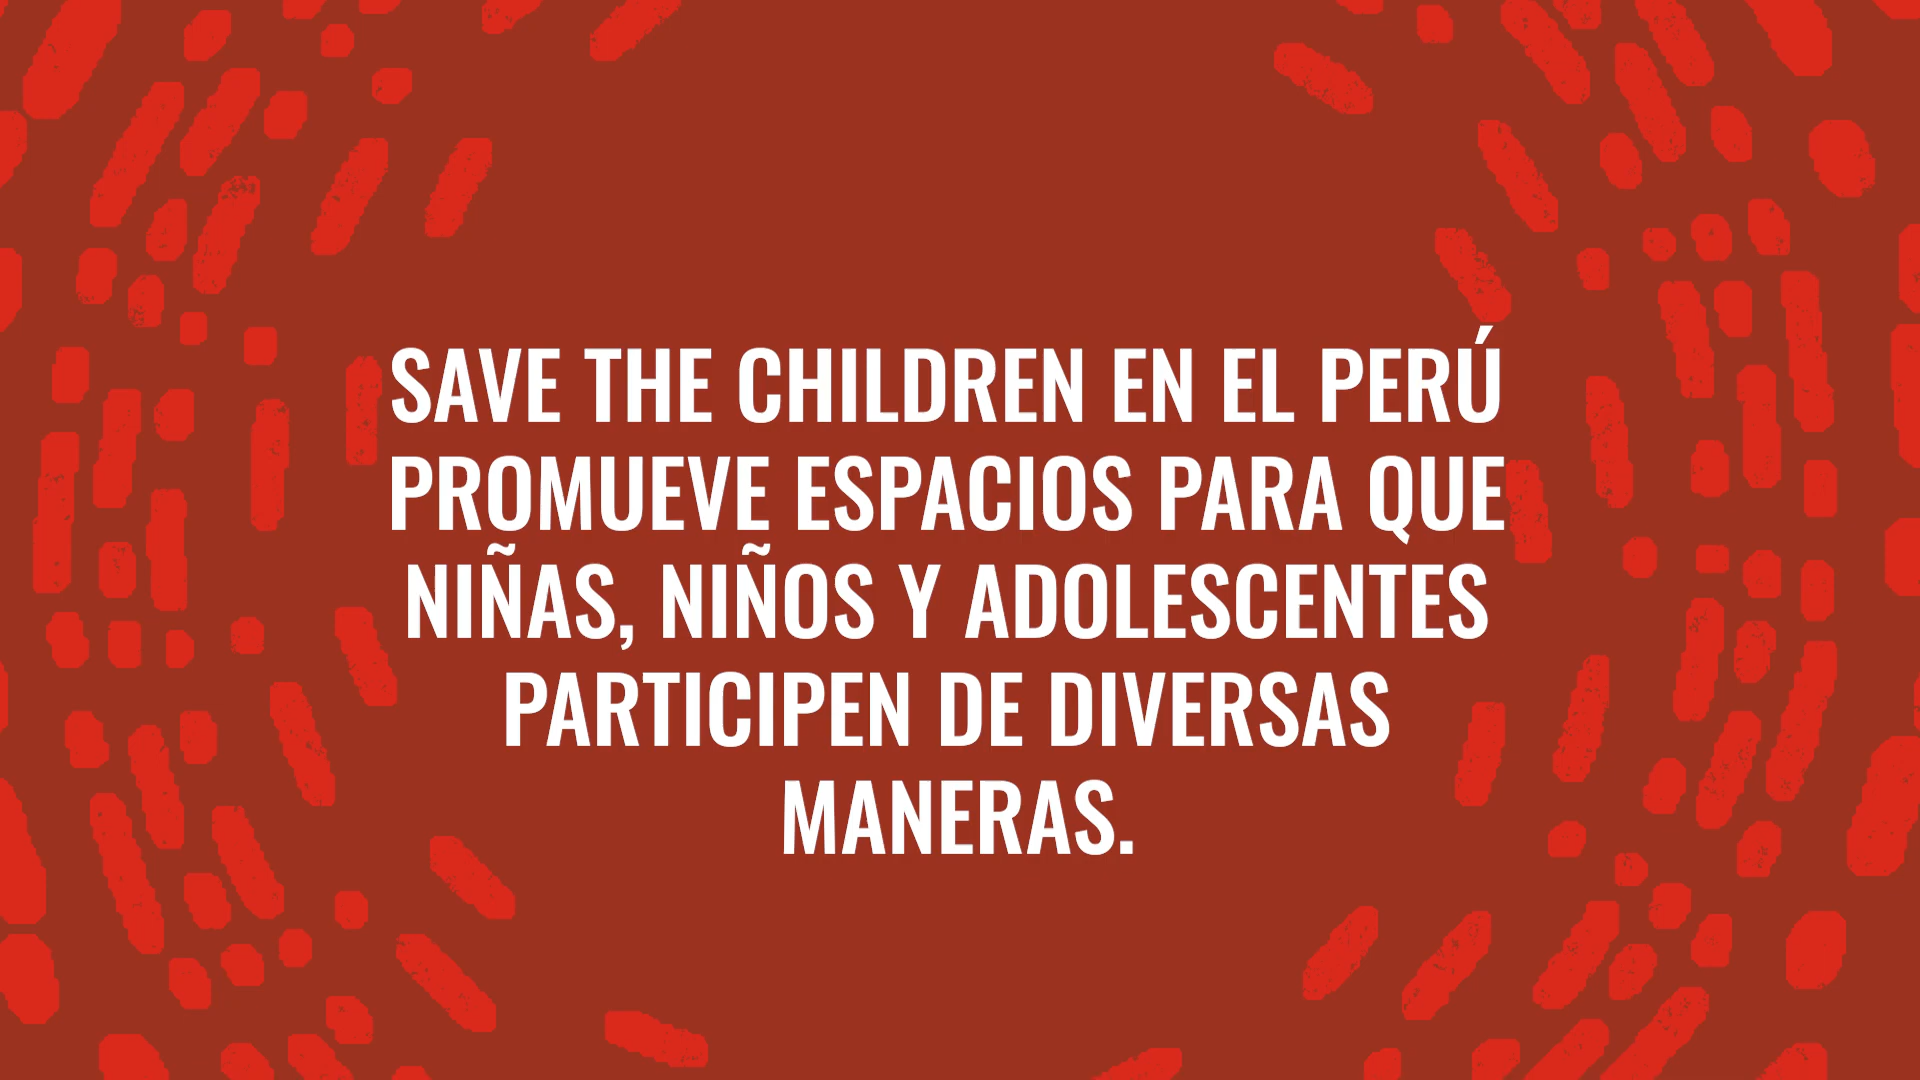 SAVE THE CHILDREN EN EL PERÚ
PROMUEVE ESPACIOS PARA QUE
NIÑAS, NIÑOS Y ADOLESCENTES
PARTICIPEN DE DIVERSAS
MANERAS.